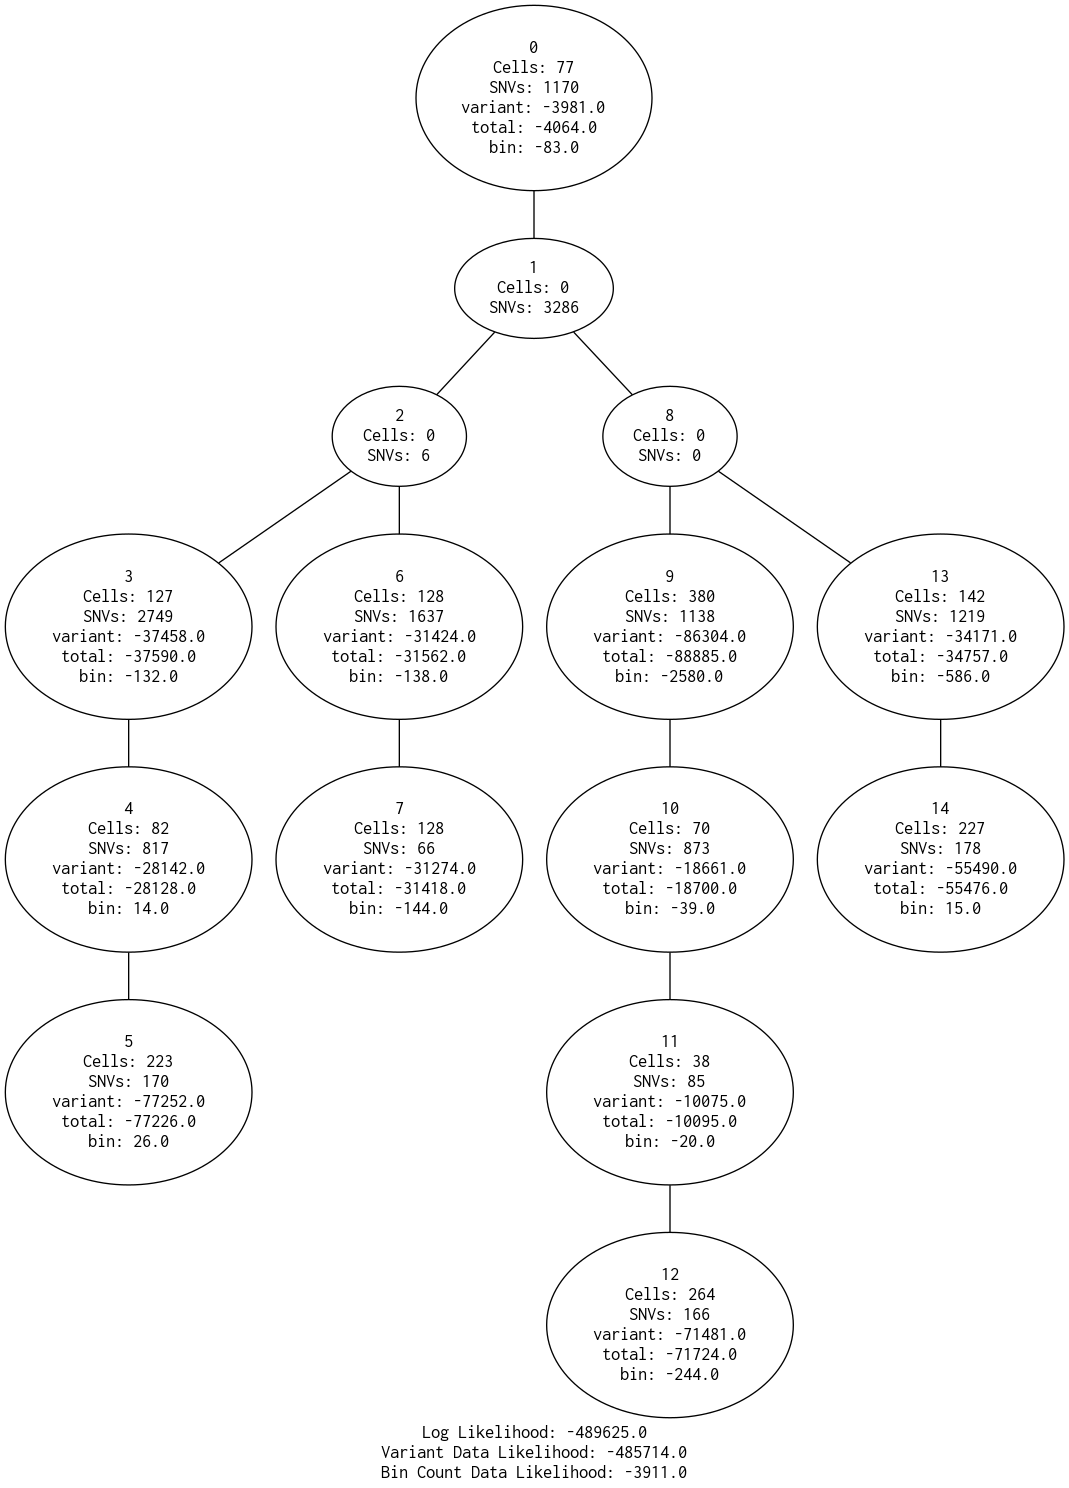 0
Cells: 77
SNVs: 1170
variant: -3981.0
total: -4064.0
bin: -83.0
1
Cells: 0
SNVs: 3286
2
Cells: 0
SNVs: 6
8
Cells: 0
SNVs: 0
3
Cells: 127
SNVs: 2749
variant: -37458.0
total: -37590.0
bin: -132.0
6
Cells: 128
SNVs: 1637
variant: -31424.0
total: -31562.0
bin: -138.0
9
Cells: 380
SNVs: 1138
variant: -86304.0
total: -88885.0
bin: -2580.0
13
Cells: 142
SNVs: 1219
variant: -34171.0
total: -34757.0
bin: -586.0
4
Cells: 82
SNVs: 817
variant: -28142.0
total: -28128.0
bin: 14.0
7
Cells: 128
SNVs: 66
variant: -31274.0
total: -31418.0
bin: -144.0
10
Cells: 70
SNVs: 873
variant: -18661.0
total: -18700.0
bin: -39.0
14
Cells: 227
SNVs: 178
variant: -55490.0
total: -55476.0
bin: 15.0
5
Cells: 223
SNVs: 170
variant: -77252.0
total: -77226.0
bin: 26.0
11
Cells: 38
SNVs: 85
variant: -10075.0
total: -10095.0
bin: -20.0
12
Cells: 264
SNVs: 166
variant: -71481.0
total: -71724.0
bin: -244.0
Log Likelihood: -489625.0
Variant Data Likelihood: -485714.0
Bin Count Data Likelihood: -3911.0